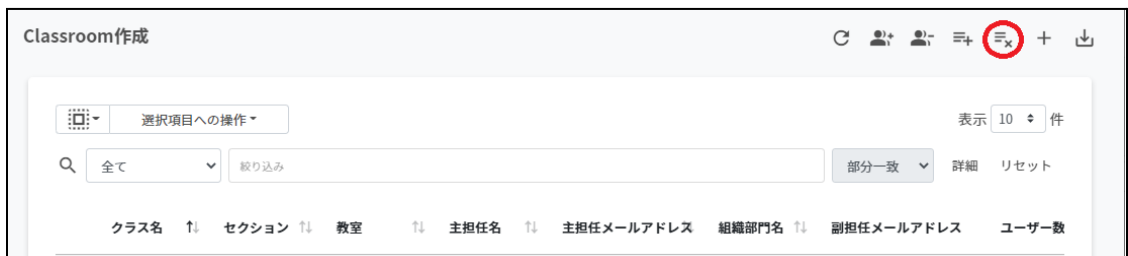 Classroom作成
選択項目への操作
表示 10 件
全て 絞り込み 部分一致 詳細 リセット
クラス名 セクション 教室 主担任名 主担任メールアドレス 組織部門名 副担任メールアドレス ユーザー数